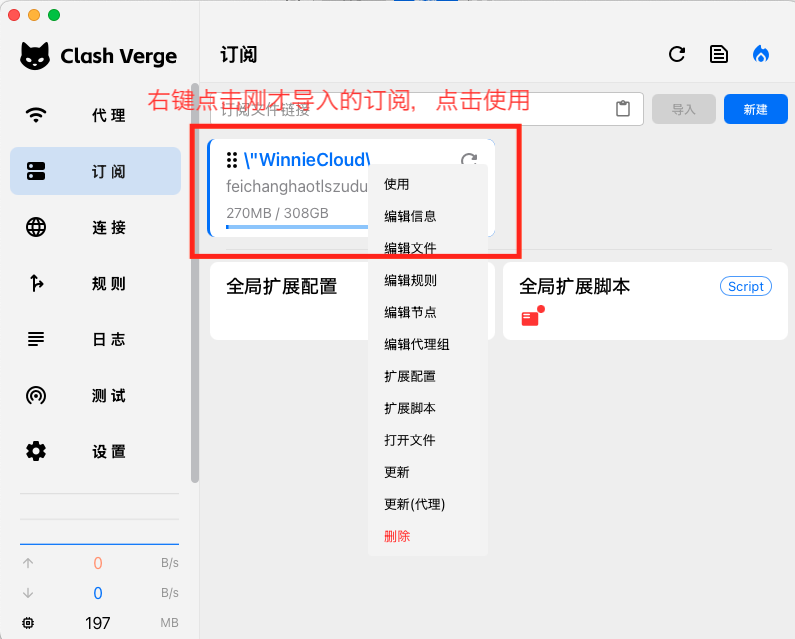 Clash Verge
订阅
右键点击刚才导入的订阅，点击使用
订阅文件链接
导入
新建
代理
订阅
连接
规则
日志
测试
设置
\"WinnieCloud\
feichanghaotlszudu
270MB / 308GB
使用
编辑信息
编辑文件
编辑规则
编辑节点
编辑代理组
扩展配置
扩展脚本
打开文件
更新
更新(代理)
删除
全局扩展配置
全局扩展脚本
Script
0 B/s
0 B/s
197 MB